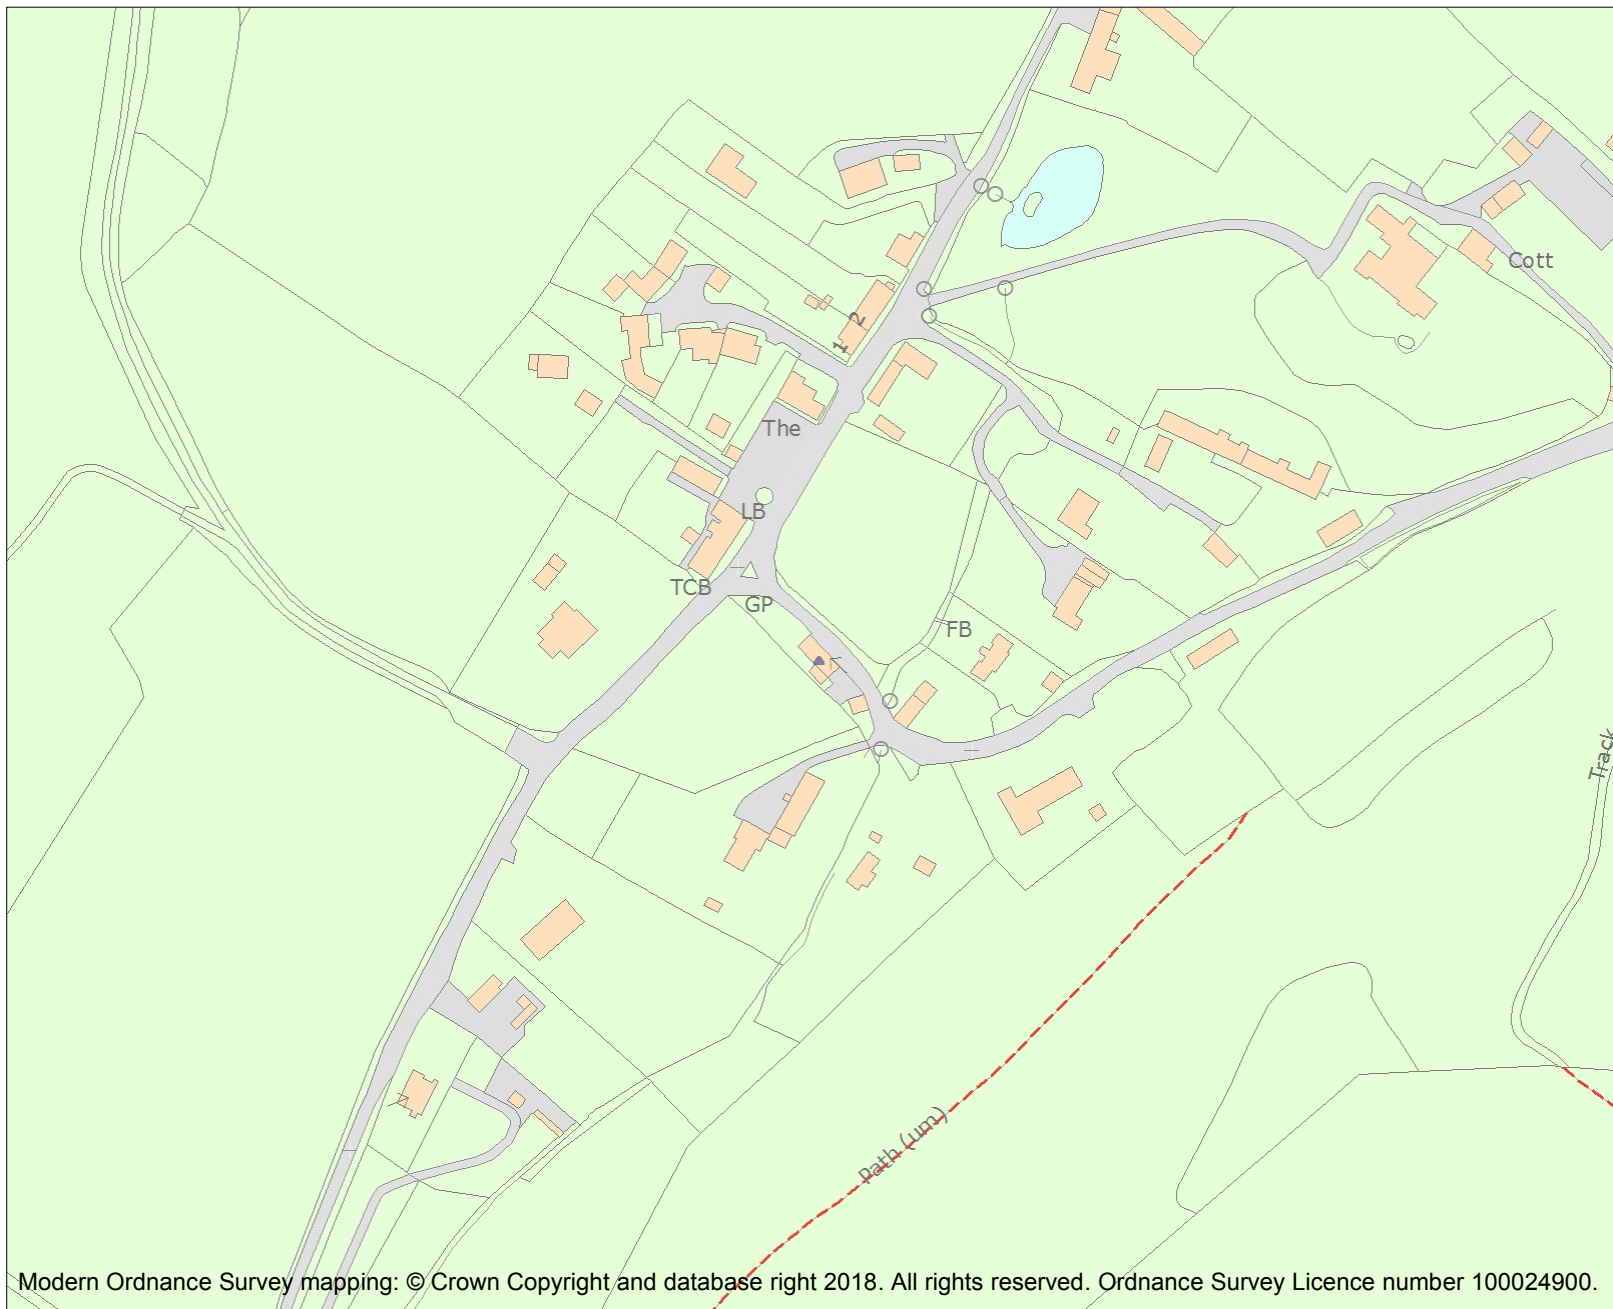 Cott
2
1
The
LB
TCB
GP
FB
Track
Path (um)
Modern Ordnance Survey mapping: © Crown Copyright and database right 2018. All rights reserved. Ordnance Survey Licence number 100024900.